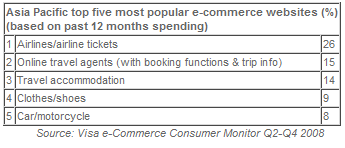 Asia Pacific top five most popular e-commerce websites (%)
(based on past 12 months spending)
1 Airlines/airline tickets 26
2 Online travel agents (with booking functions & trip info) 15
3 Travel accommodation 14
4 Clothes/shoes 9
5 Car/motorcycle 8
Source: Visa e-Commerce Consumer Monitor Q2-Q4 2008